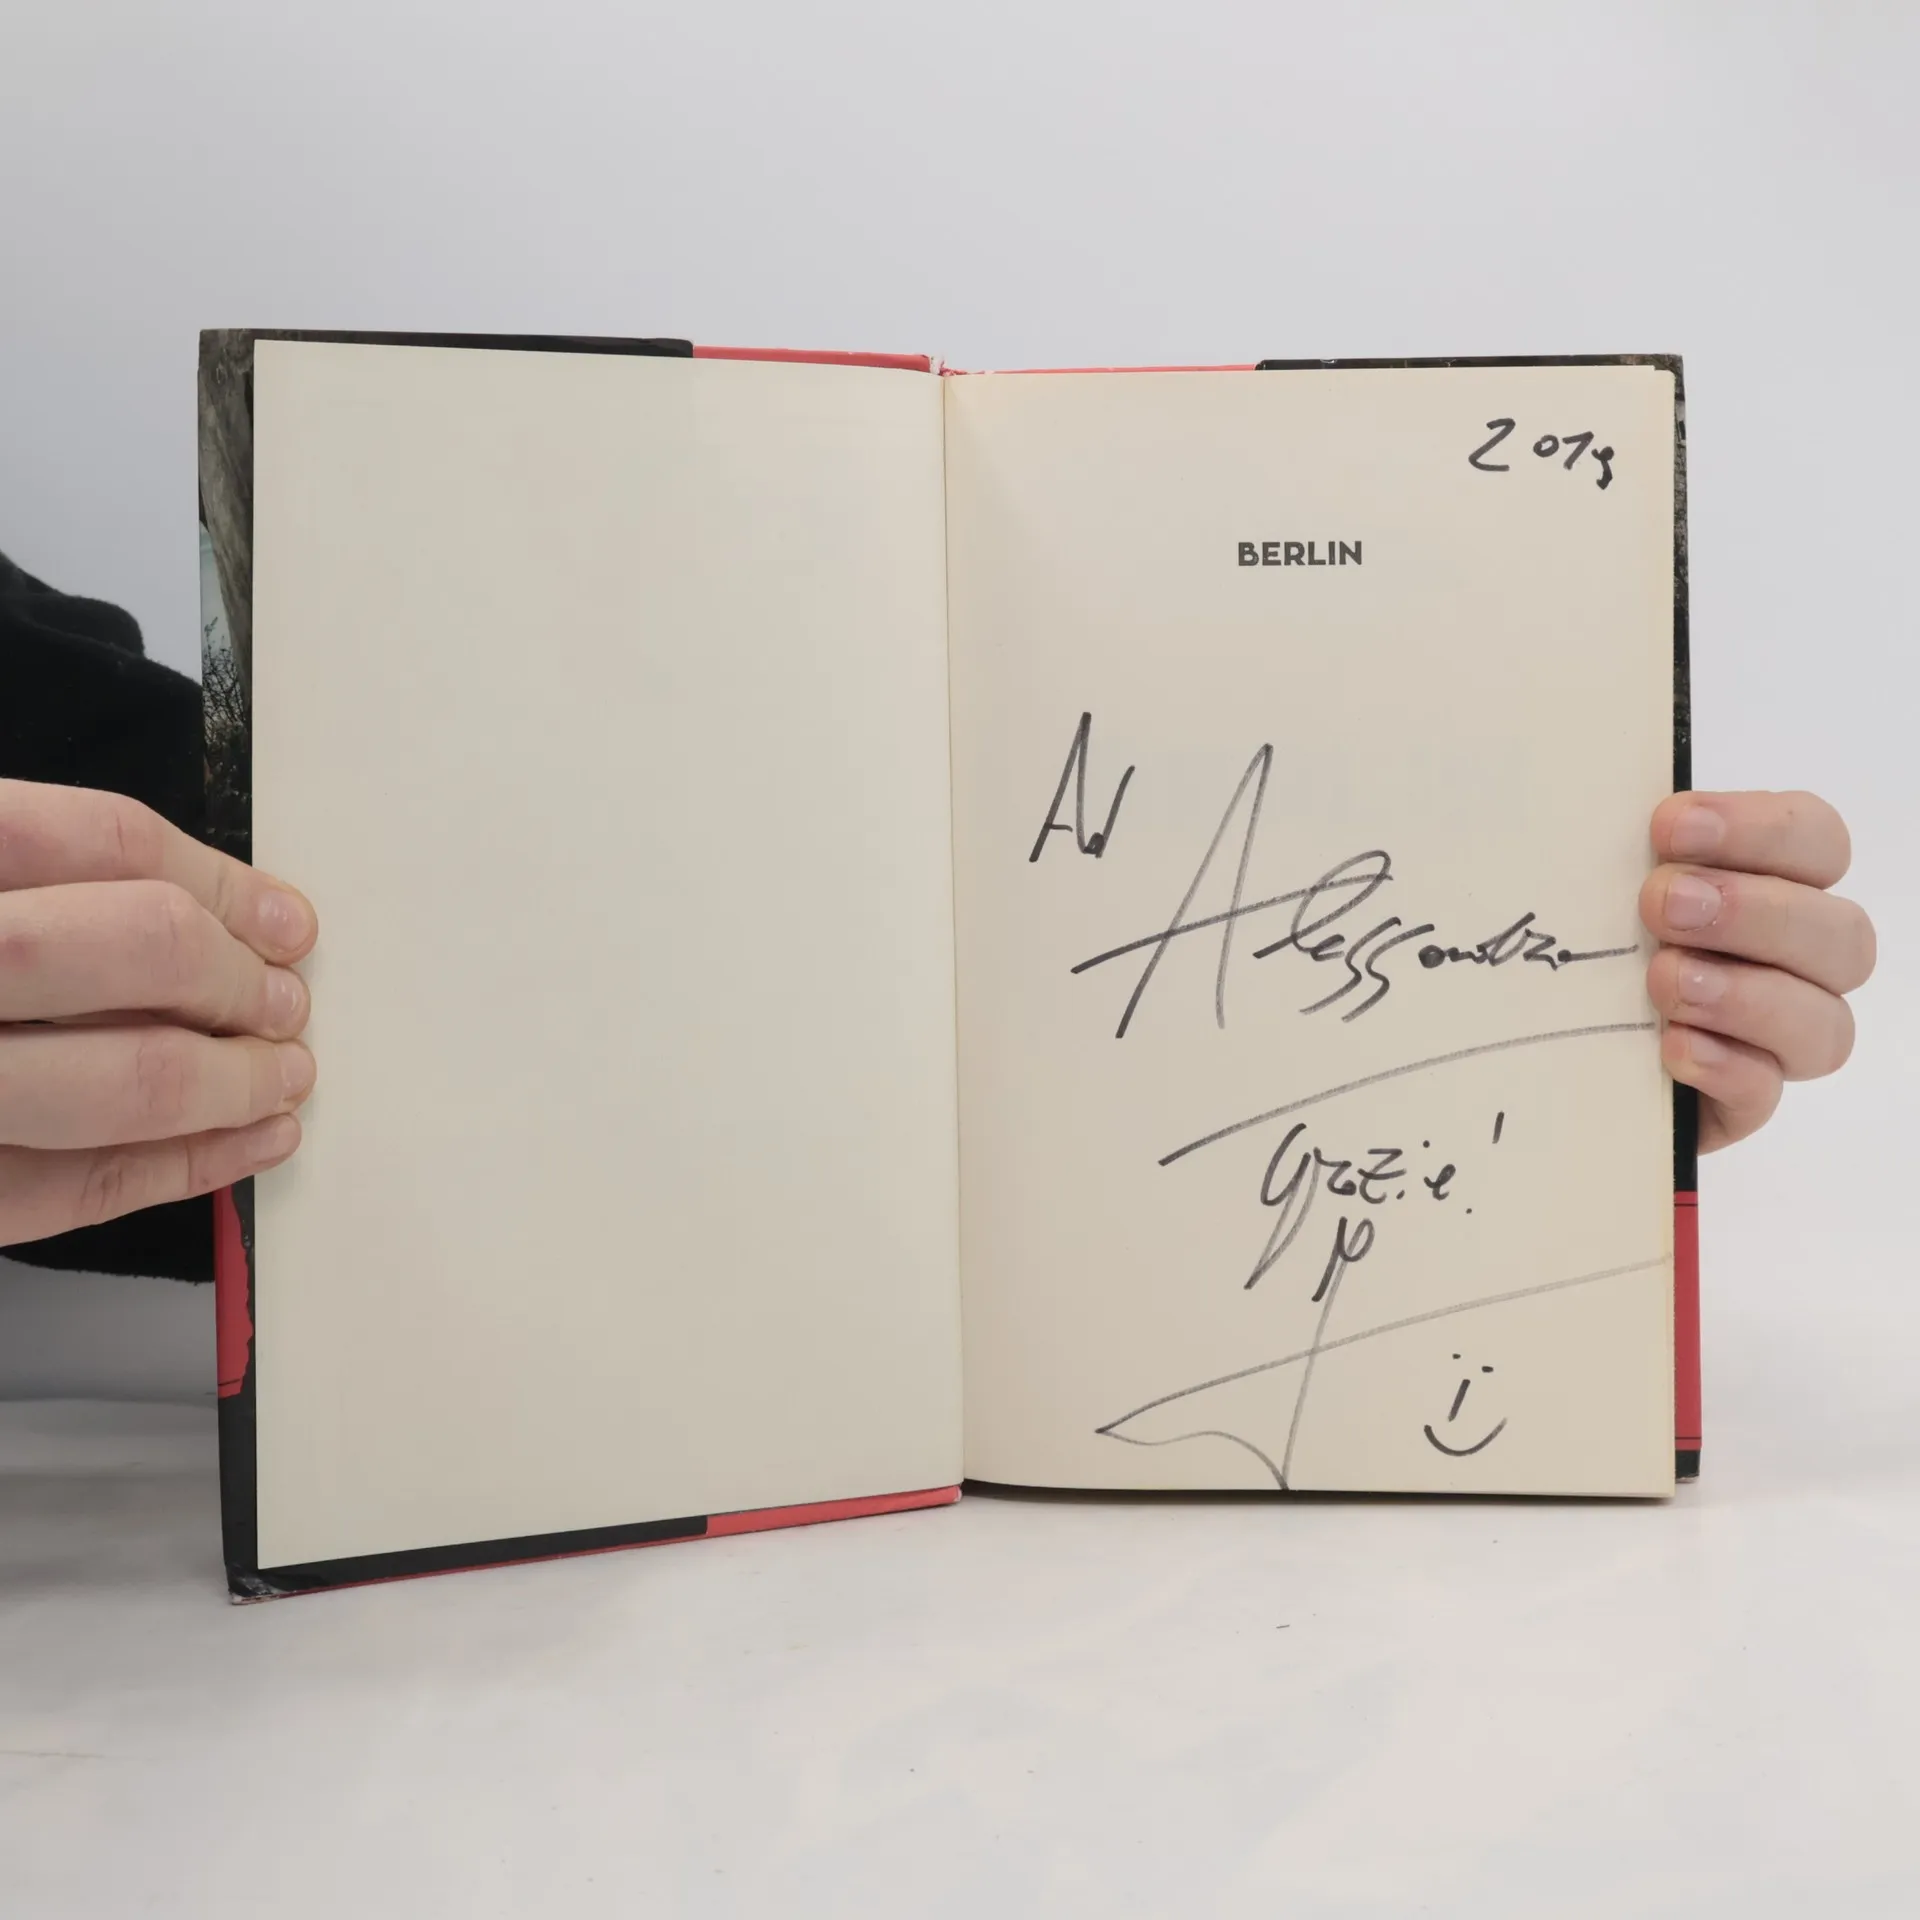 2019
BERLIN
Ad
Alessandra
Grazie!